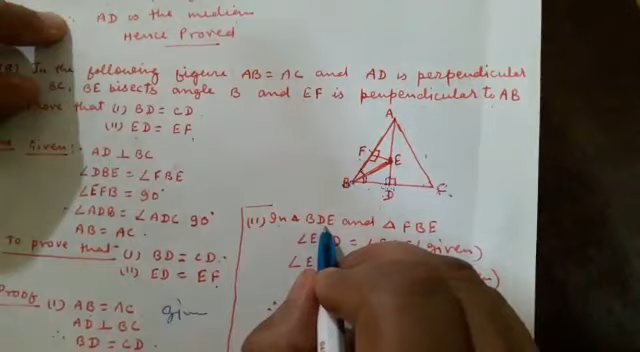 AD is the median
Hence Proved
(Q) In the following figure AB = AC and AD is perpendicular
BC, BE bisects angle B and EF is perpendicular to AB
Prove that (i) BD = CD
(ii) ED = EF
A
F
E
B
D
C
Given: AD ⊥ BC
∠DBE = ∠FBE
∠EFB = 90°
∠ADB = ∠ADC 90°
AB = AC
To prove that (i) BD = CD
(ii) ED = EF
Proof (i) AB = AC given
AD ⊥ BC
∴ BD = CD
(ii) In Δ BDE and Δ FBE
(given)